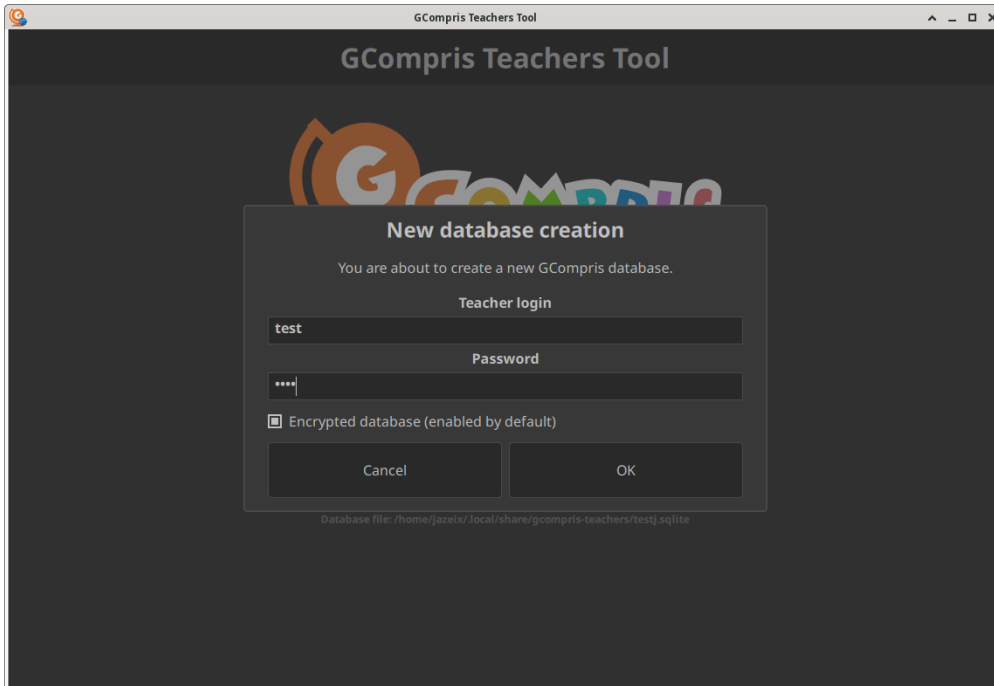 GCompris Teachers Tool
GCompris Teachers Tool
G
New database creation
You are about to create a new GCompris database.
Teacher login
test
Password
••••
Encrypted database (enabled by default)
Cancel
OK
Database file: /home/jazeix/.local/share/gcompris-teachers/testj.sqlite